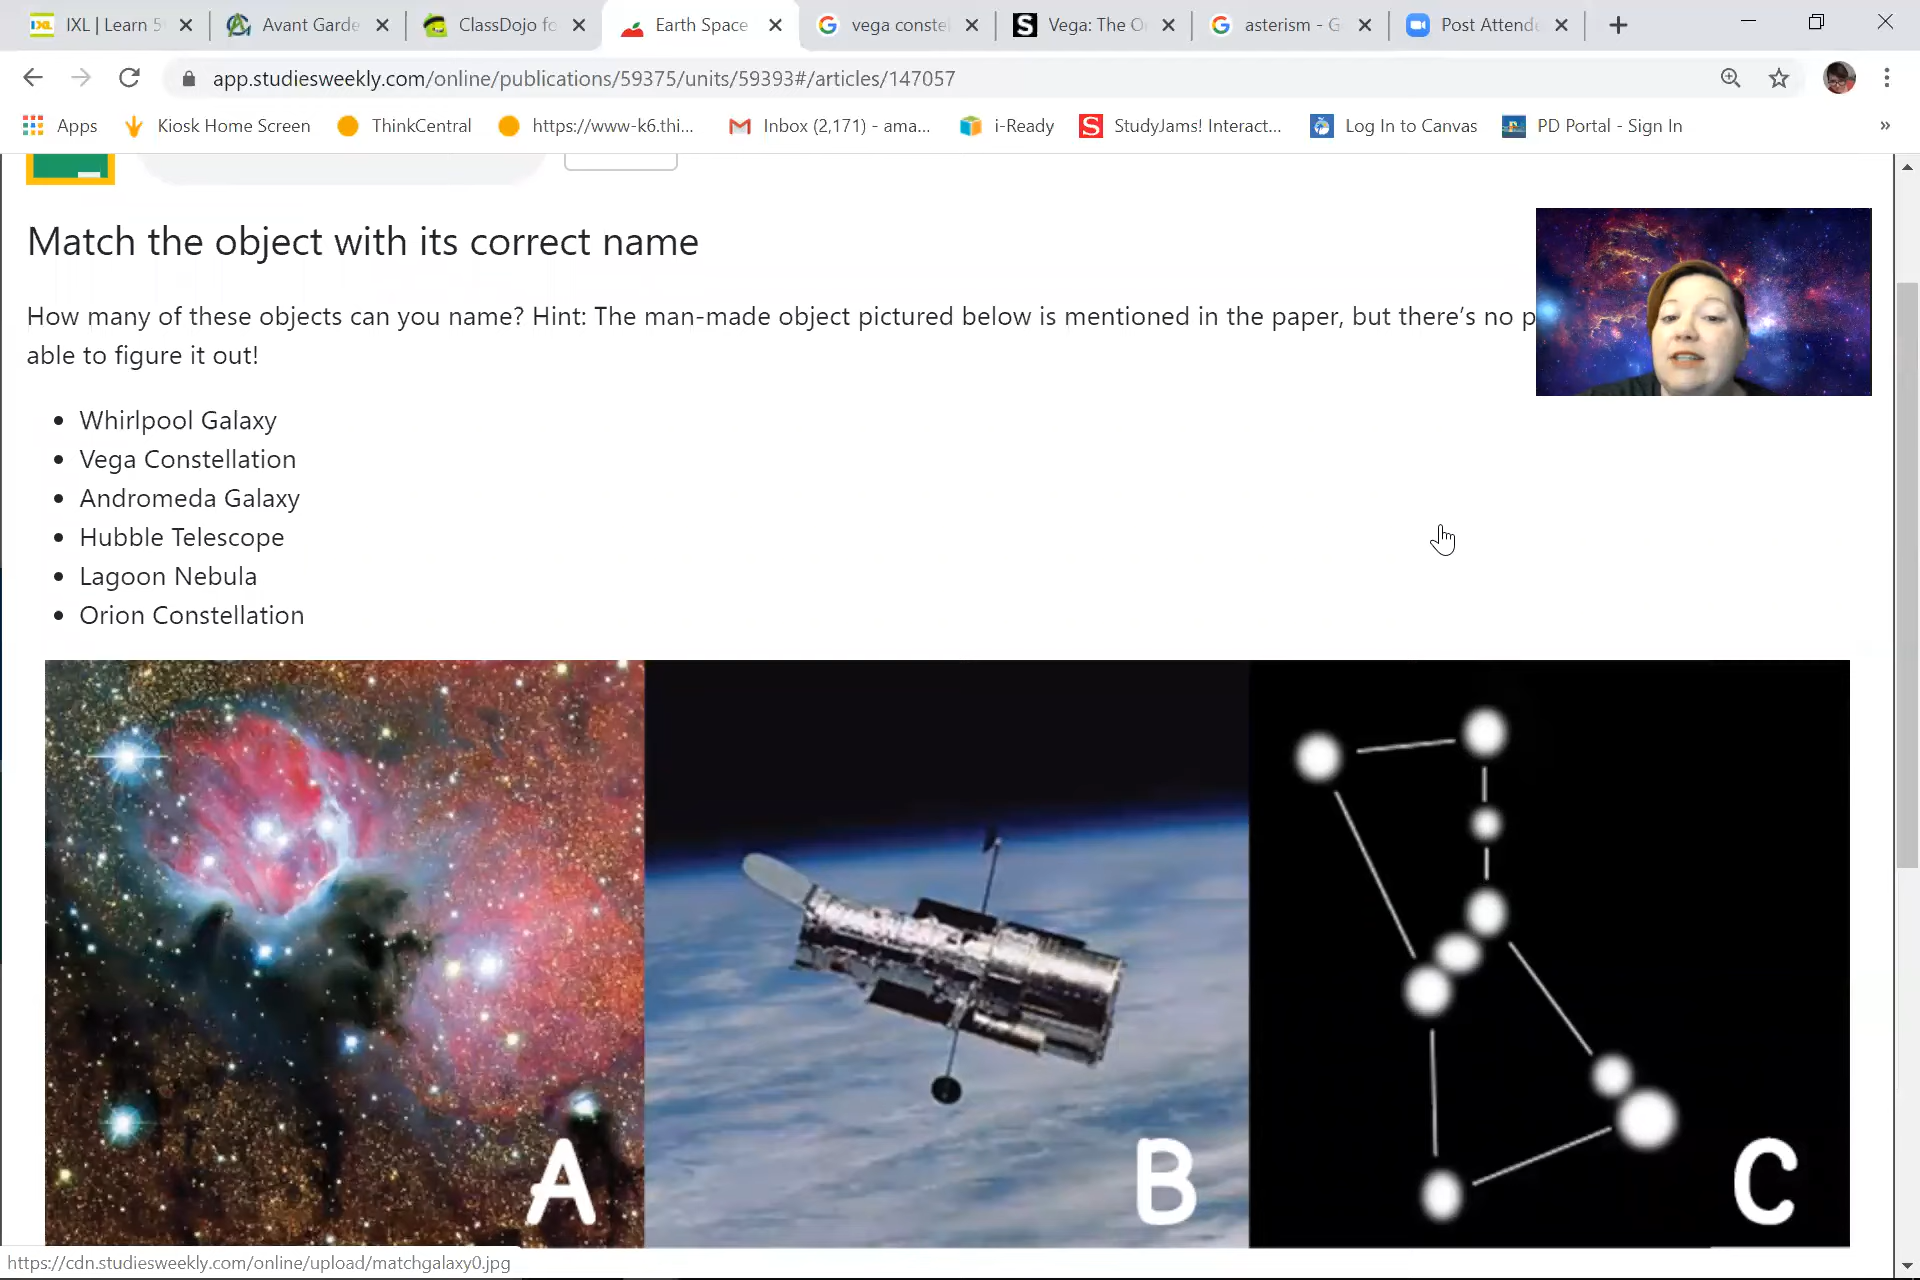 IXL | Learn 5
Avant Garde
ClassDojo fo
Earth Space
vega conste
Vega: The O
asterism - G
Post Attende
app.studiesweekly.com/online/publications/59375/units/59393#/articles/147057
Apps
Kiosk Home Screen
ThinkCentral
https://www-k6.thi...
Inbox (2,171) - ama...
i-Ready
StudyJams! Interact...
Log In to Canvas
PD Portal - Sign In
»
Match the object with its correct name
How many of these objects can you name? Hint: The man-made object pictured below is mentioned in the paper, but there's no p
able to figure it out!
• Whirlpool Galaxy
• Vega Constellation
• Andromeda Galaxy
• Hubble Telescope
• Lagoon Nebula
• Orion Constellation
A
B
C
https://cdn.studiesweekly.com/online/upload/matchgalaxy0.jpg